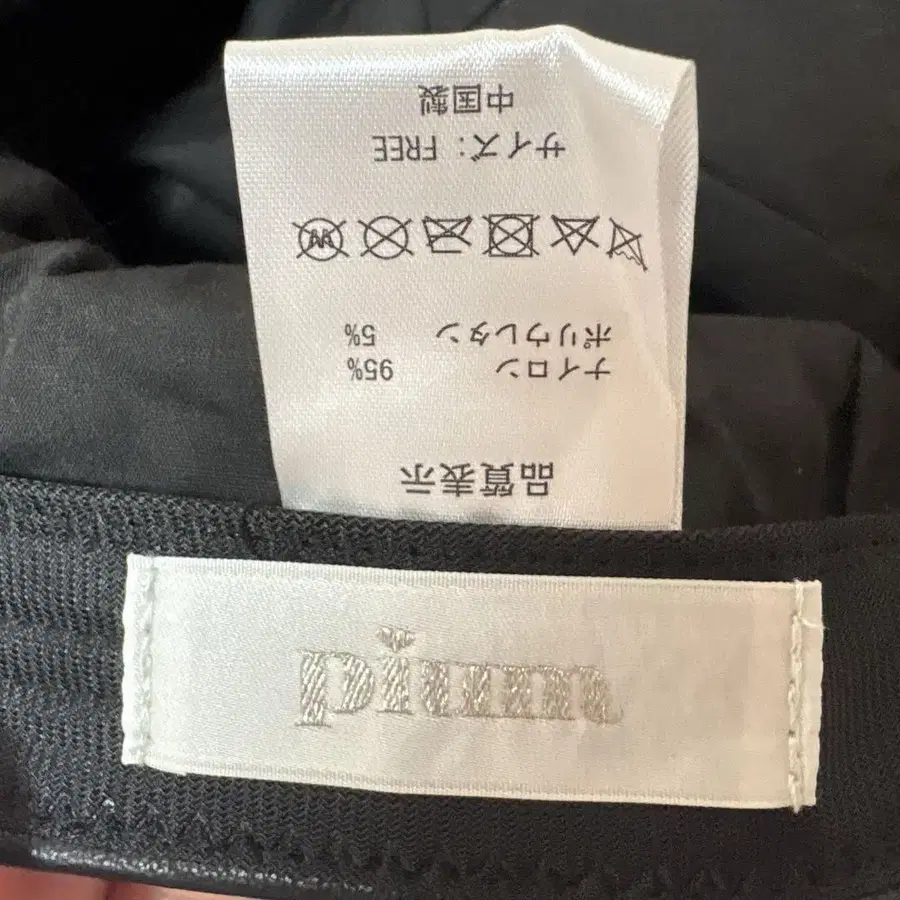 品質表示
ナイロン 95%
ポリウレタン 5%
サイズ: FREE
中国製
pium